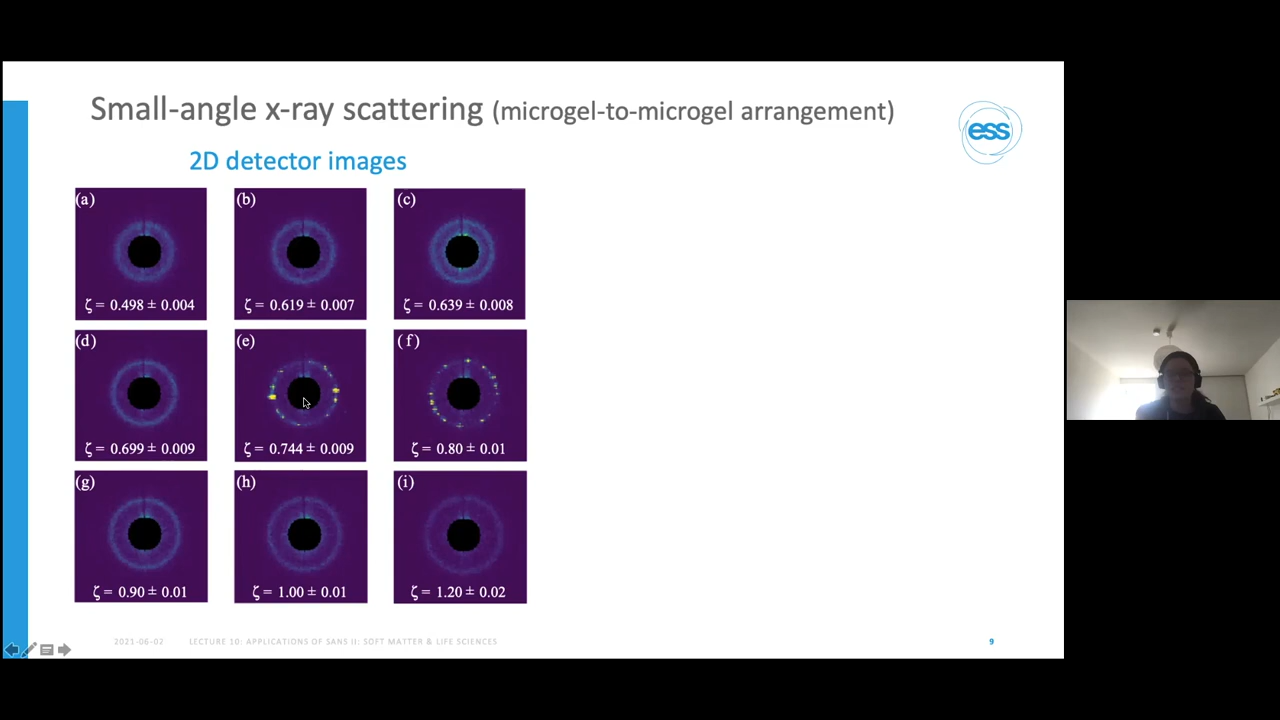 Small-angle x-ray scattering (microgel-to-microgel arrangement)
ess
2D detector images
(a)
ζ = 0.498 ± 0.004
(b)
ζ = 0.619 ± 0.007
(c)
ζ = 0.639 ± 0.008
(d)
ζ = 0.699 ± 0.009
(e)
ζ = 0.744 ± 0.009
(f)
ζ = 0.80 ± 0.01
(g)
ζ = 0.90 ± 0.01
(h)
ζ = 1.00 ± 0.01
(i)
ζ = 1.20 ± 0.02
2021-06-02 LECTURE 10: APPLICATIONS OF SANS II: SOFT MATTER & LIFE SCIENCES 9